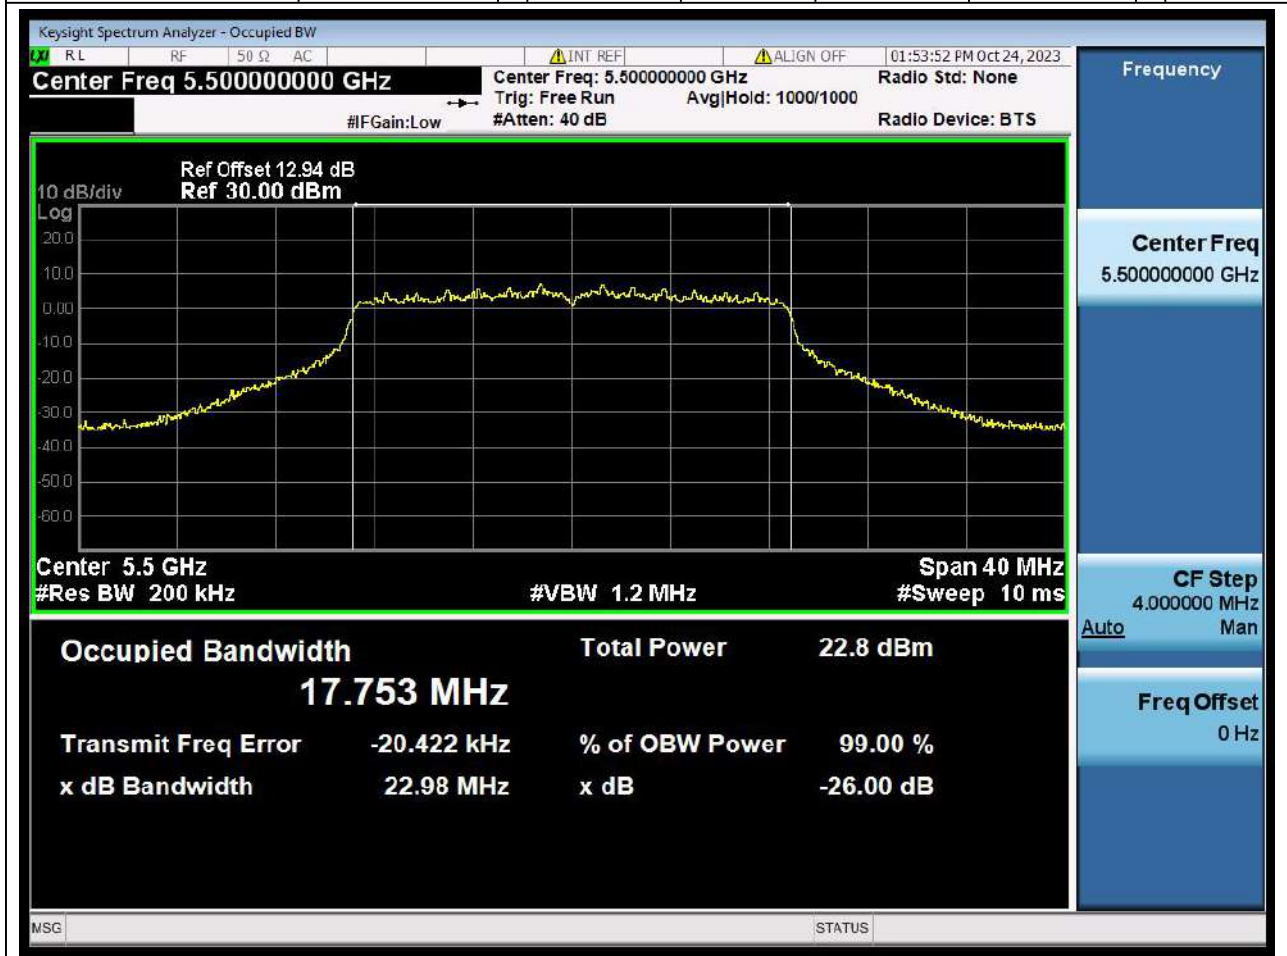 Keysight Spectrum Analyzer - Occupied BW
LXI RL RF 50 Ω AC INT REF ALIGN OFF 01:53:52 PM Oct 24, 2023
Center Freq 5.500000000 GHz
Center Freq: 5.500000000 GHz Radio Std: None
Trig: Free Run Avg|Hold: 1000/1000
#IFGain:Low #Atten: 40 dB Radio Device: BTS
Ref Offset 12.94 dB
10 dB/div Ref 30.00 dBm
Log
20.0
10.0
0.00
-10.0
-20.0
-30.0
-40.0
-50.0
-60.0
Center 5.5 GHz Span 40 MHz
#Res BW 200 kHz #VBW 1.2 MHz #Sweep 10 ms
Occupied Bandwidth Total Power 22.8 dBm
17.753 MHz
Transmit Freq Error -20.422 kHz % of OBW Power 99.00 %
x dB Bandwidth 22.98 MHz x dB -26.00 dB
MSG STATUS
Frequency
Center Freq
5.500000000 GHz
CF Step
4.000000 MHz
Auto Man
Freq Offset
0 Hz